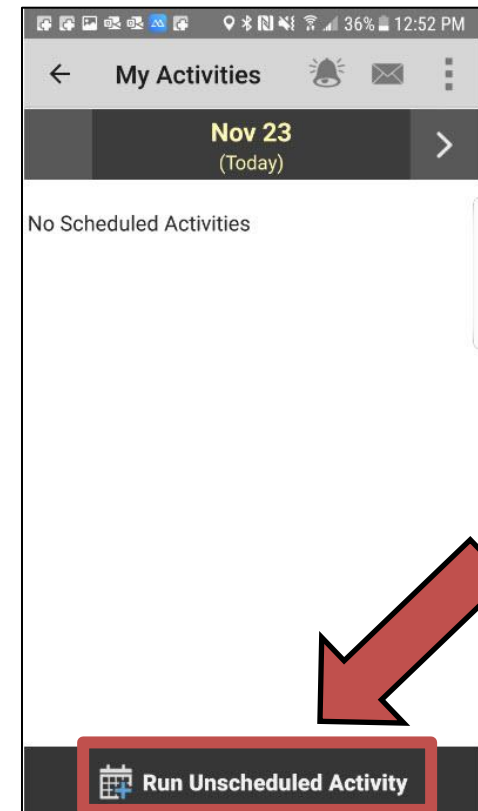 36% 12:52 PM
My Activities
Nov 23
(Today)
No Scheduled Activities
Run Unscheduled Activity